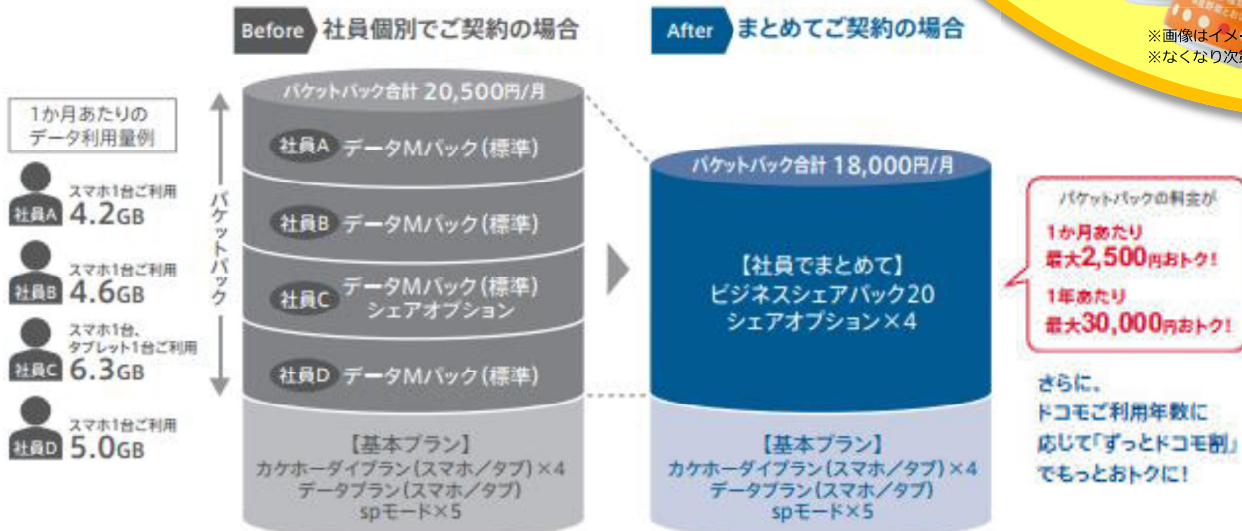 Before 社員個別でご契約の場合
After まとめてご契約の場合
※画像はイメー
※なくなり次第
1か月あたりの
データ利用量例
社員A スマホ1台ご利用
4.2GB
社員B スマホ1台ご利用
4.6GB
社員C スマホ1台、
タブレット1台ご利用
6.3GB
社員D スマホ1台ご利用
5.0GB
パケットパック
パケットパック合計 20,500円/月
社員A データMパック(標準)
社員B データMパック(標準)
社員C データMパック(標準)
シェアオプション
社員D データMパック(標準)
【基本プラン】
カケホーダイプラン(スマホ/タブ)×4
データプラン(スマホ/タブ)
spモード×5
パケットパック合計 18,000円/月
【社員でまとめて】
ビジネスシェアパック20
シェアオプション×4
【基本プラン】
カケホーダイプラン(スマホ/タブ)×4
データプラン(スマホ/タブ)
spモード×5
パケットパックの料金が
1か月あたり
最大2,500円おトク!
1年あたり
最大30,000円おトク!
さらに、
ドコモご利用年数に
応じて「ずっとドコモ割」
でもっとおトクに!